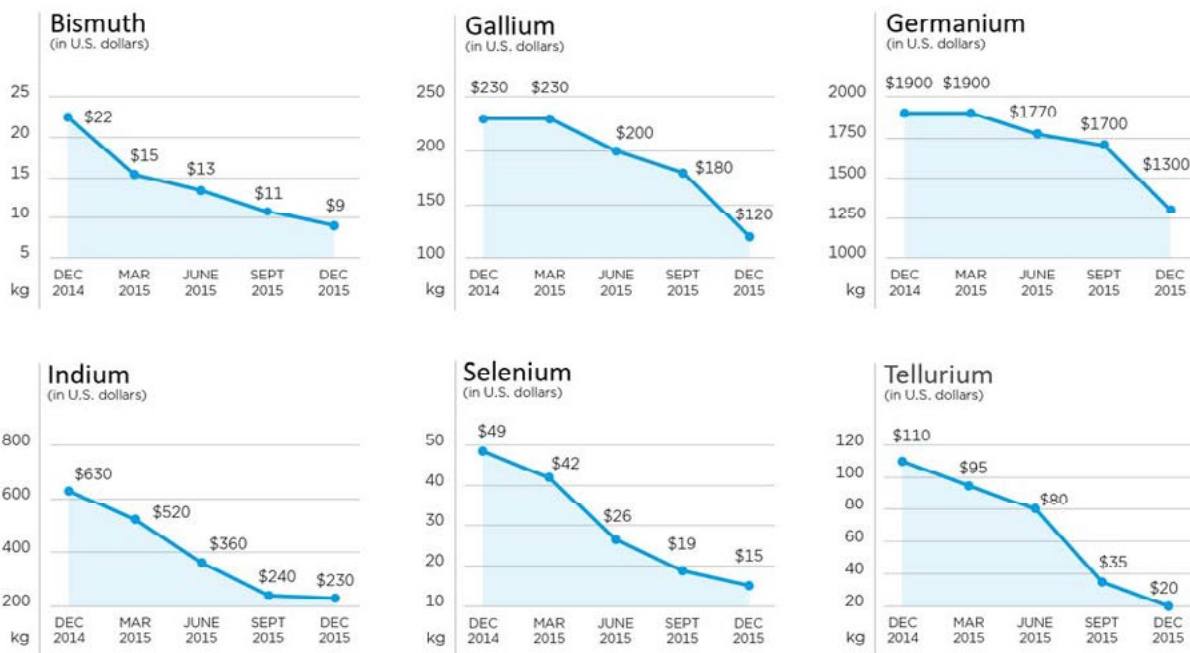 Bismuth
(in U.S. dollars)
25
20
15
10
5
kg
$22
$15
$13
$11
$9
DEC 2014
MAR 2015
JUNE 2015
SEPT 2015
DEC 2015
Gallium
(in U.S. dollars)
250
200
150
100
kg
$230
$230
$200
$180
$120
DEC 2014
MAR 2015
JUNE 2015
SEPT 2015
DEC 2015
Germanium
(in U.S. dollars)
2000
1750
1500
1250
1000
kg
$1900
$1900
$1770
$1700
$1300
DEC 2014
MAR 2015
JUNE 2015
SEPT 2015
DEC 2015
Indium
(in U.S. dollars)
800
600
400
200
kg
$630
$520
$360
$240
$230
DEC 2014
MAR 2015
JUNE 2015
SEPT 2015
DEC 2015
Selenium
(in U.S. dollars)
50
40
30
20
10
kg
$49
$42
$26
$19
$15
DEC 2014
MAR 2015
JUNE 2015
SEPT 2015
DEC 2015
Tellurium
(in U.S. dollars)
120
100
80
60
40
20
kg
$110
$95
$80
$35
$20
DEC 2014
MAR 2015
JUNE 2015
SEPT 2015
DEC 2015